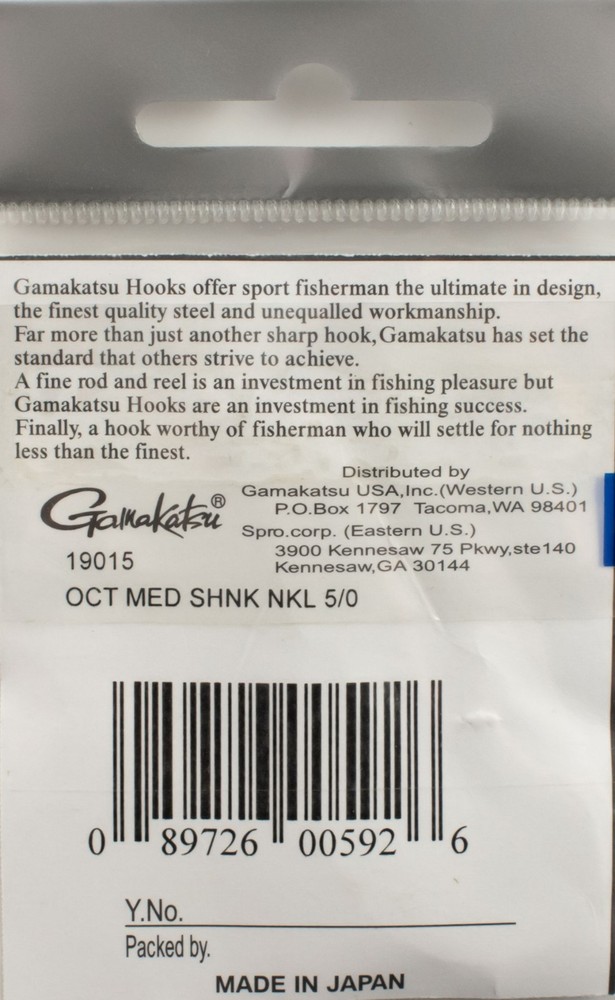 Gamakatsu Hooks offer sport fisherman the ultimate in design,
the finest quality steel and unequalled workmanship.
Far more than just another sharp hook,Gamakatsu has set the
standard that others strive to achieve.
A fine rod and reel is an investment in fishing pleasure but
Gamakatsu Hooks are an investment in fishing success.
Finally, a hook worthy of fisherman who will settle for nothing
less than the finest.
Distributed by
Gamakatsu USA,Inc.(Western U.S.)
P.O.Box 1797 Tacoma,WA 98401
Spro.corp. (Eastern U.S.)
3900 Kennesaw 75 Pkwy,ste140
Kennesaw,GA 30144
Gamakatsu®
19015
OCT MED SHNK NKL 5/0
0 89726 00592 6
Y.No.
Packed by.
MADE IN JAPAN